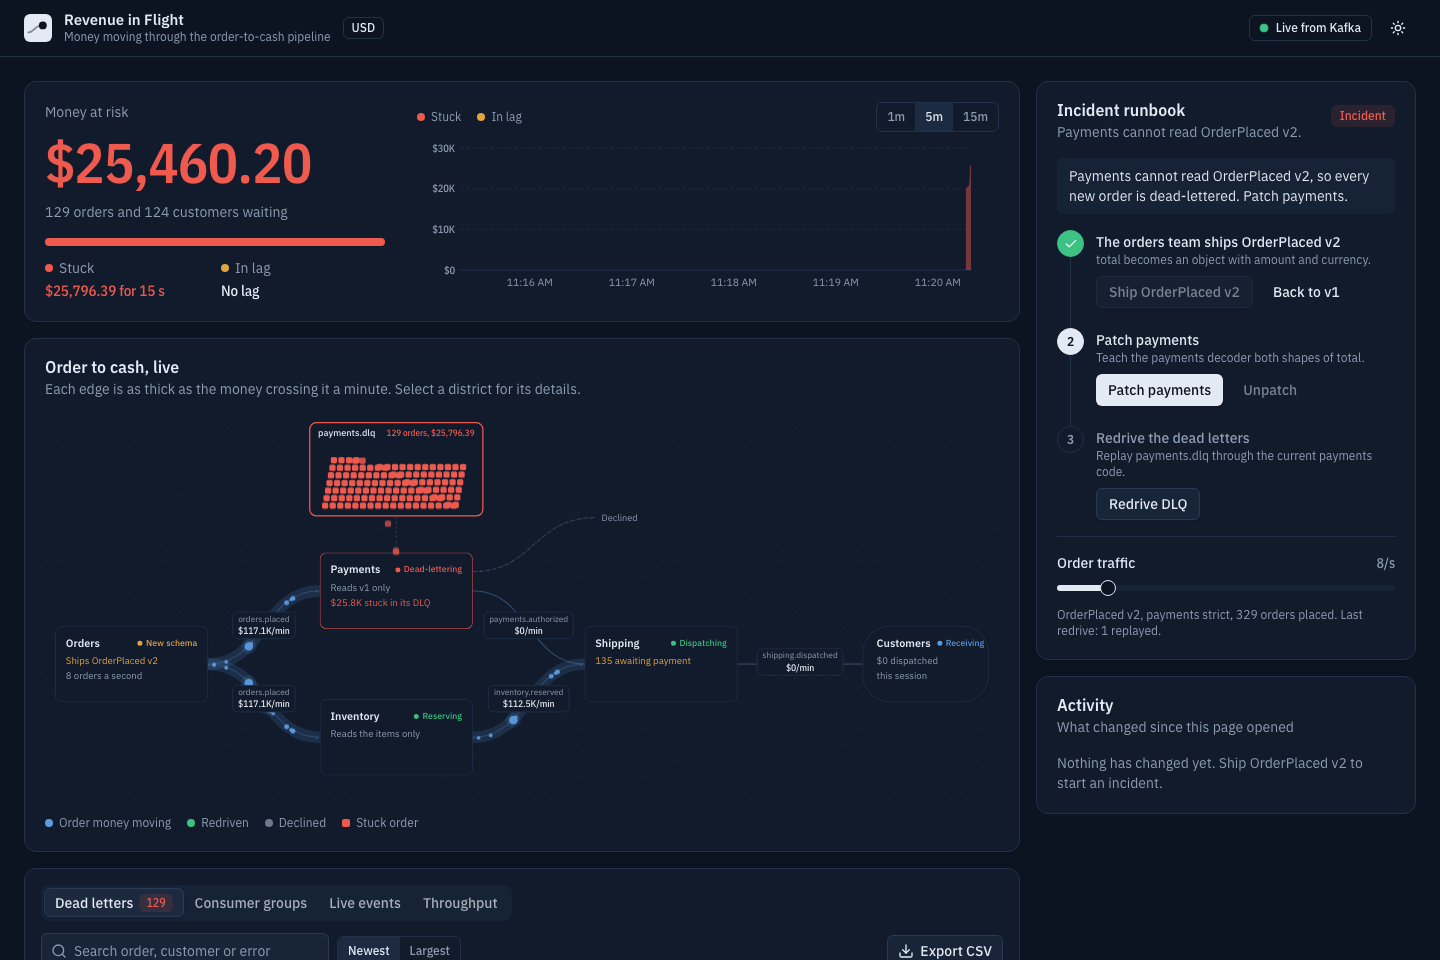 Revenue in Flight
Money moving through the order-to-cash pipeline
USD
Live from Kafka
Money at risk
$25,460.20
129 orders and 124 customers waiting
Stuck
In lag
$25,796.39 for 15 s
No lag
Stuck
In lag
1m
5m
15m
$30K
$20K
$10K
$0
11:16 AM
11:17 AM
11:18 AM
11:19 AM
11:20 AM
Order to cash, live
Each edge is as thick as the money crossing it a minute. Select a district for its details.
payments.dlq
129 orders, $25,796.39
Declined
Payments
Dead-lettering
Reads v1 only
$25.8K stuck in its DLQ
orders.placed
$117.1K/min
payments.authorized
$0/min
Orders
New schema
Ships OrderPlaced v2
8 orders a second
Shipping
Dispatching
135 awaiting payment
shipping.dispatched
$0/min
Customers
Receiving
$0 dispatched
this session
orders.placed
$117.1K/min
inventory.reserved
$112.5K/min
Inventory
Reserving
Reads the items only
Order money moving
Redriven
Declined
Stuck order
Dead letters
129
Consumer groups
Live events
Throughput
Search order, customer or error
Newest
Largest
Export CSV
Incident runbook
Incident
Payments cannot read OrderPlaced v2.
Payments cannot read OrderPlaced v2, so every
new order is dead-lettered. Patch payments.
The orders team ships OrderPlaced v2
total becomes an object with amount and currency.
Ship OrderPlaced v2
Back to v1
2
Patch payments
Teach the payments decoder both shapes of total.
Patch payments
Unpatch
3
Redrive the dead letters
Replay payments.dlq through the current payments
code.
Redrive DLQ
Order traffic
8/s
OrderPlaced v2, payments strict, 329 orders placed. Last
redrive: 1 replayed.
Activity
What changed since this page opened
Nothing has changed yet. Ship OrderPlaced v2 to
start an incident.